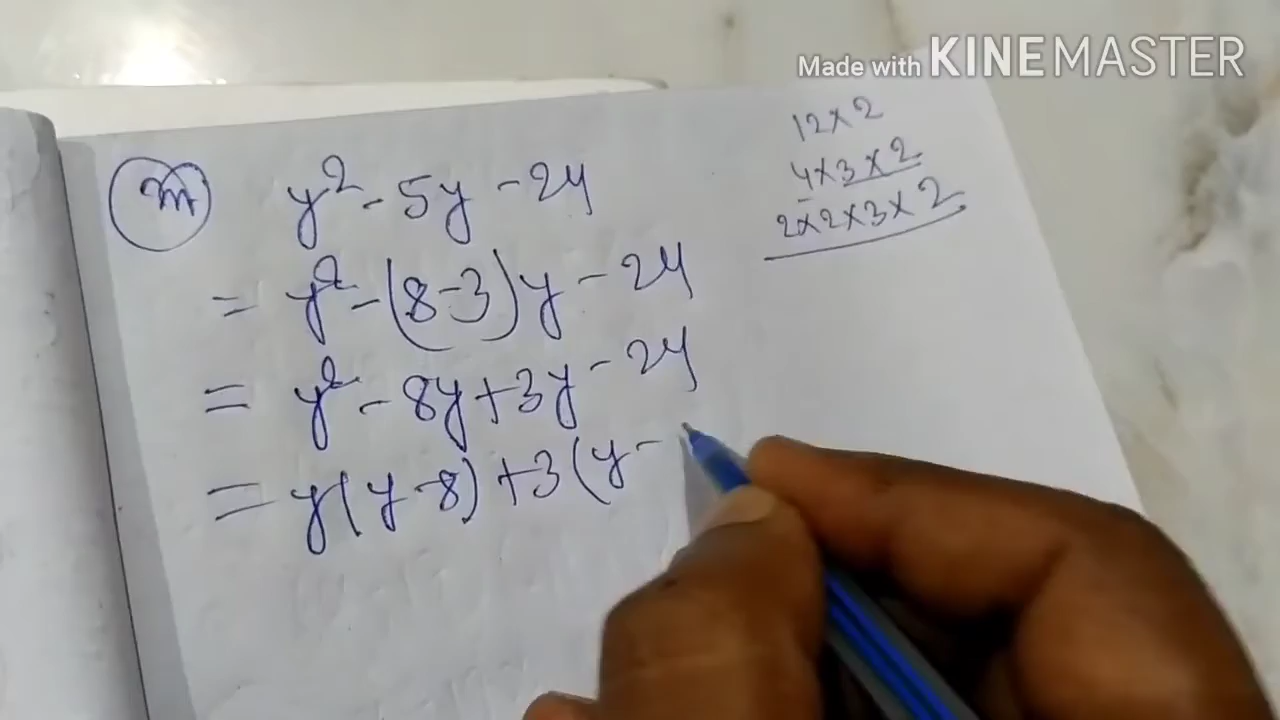 Made with KINEMASTER
12×2
4×3×2
2×2×3×2
m y² - 5y - 24
= y² - (8-3)y - 24
= y² - 8y + 3y - 24
= y(y-8) + 3(y-